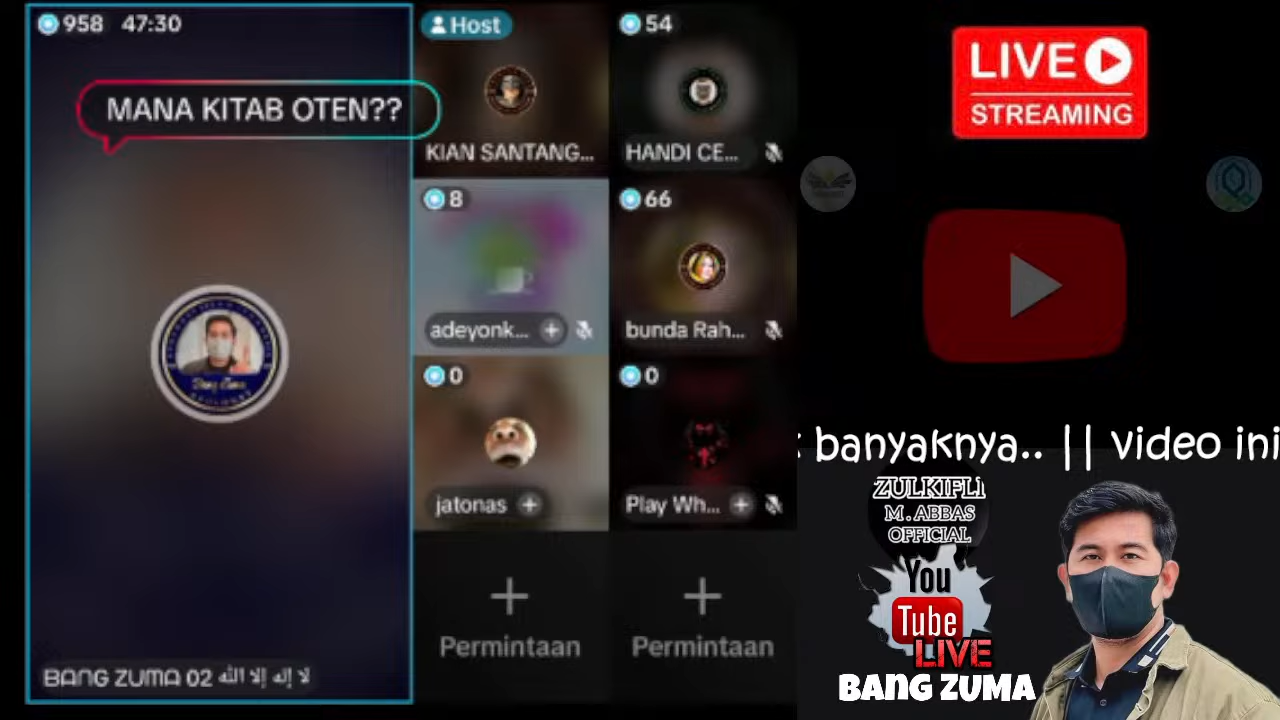 958 47:30
MANA KITAB OTEN??
BANG ZUMA 02 لا إله إلا الله
Host
KIAN SANTANG...
54
HANDI CE...
8
adeyonk...
66
bunda Rah...
0
jatonas
0
Play Wh...
Permintaan
Permintaan
LIVE
STREAMING
banyaknya.. || video ini
ZULKIFLI
M.ABBAS
OFFICIAL
You
Tube
LIVE
BANG ZUMA
Bang Zuma